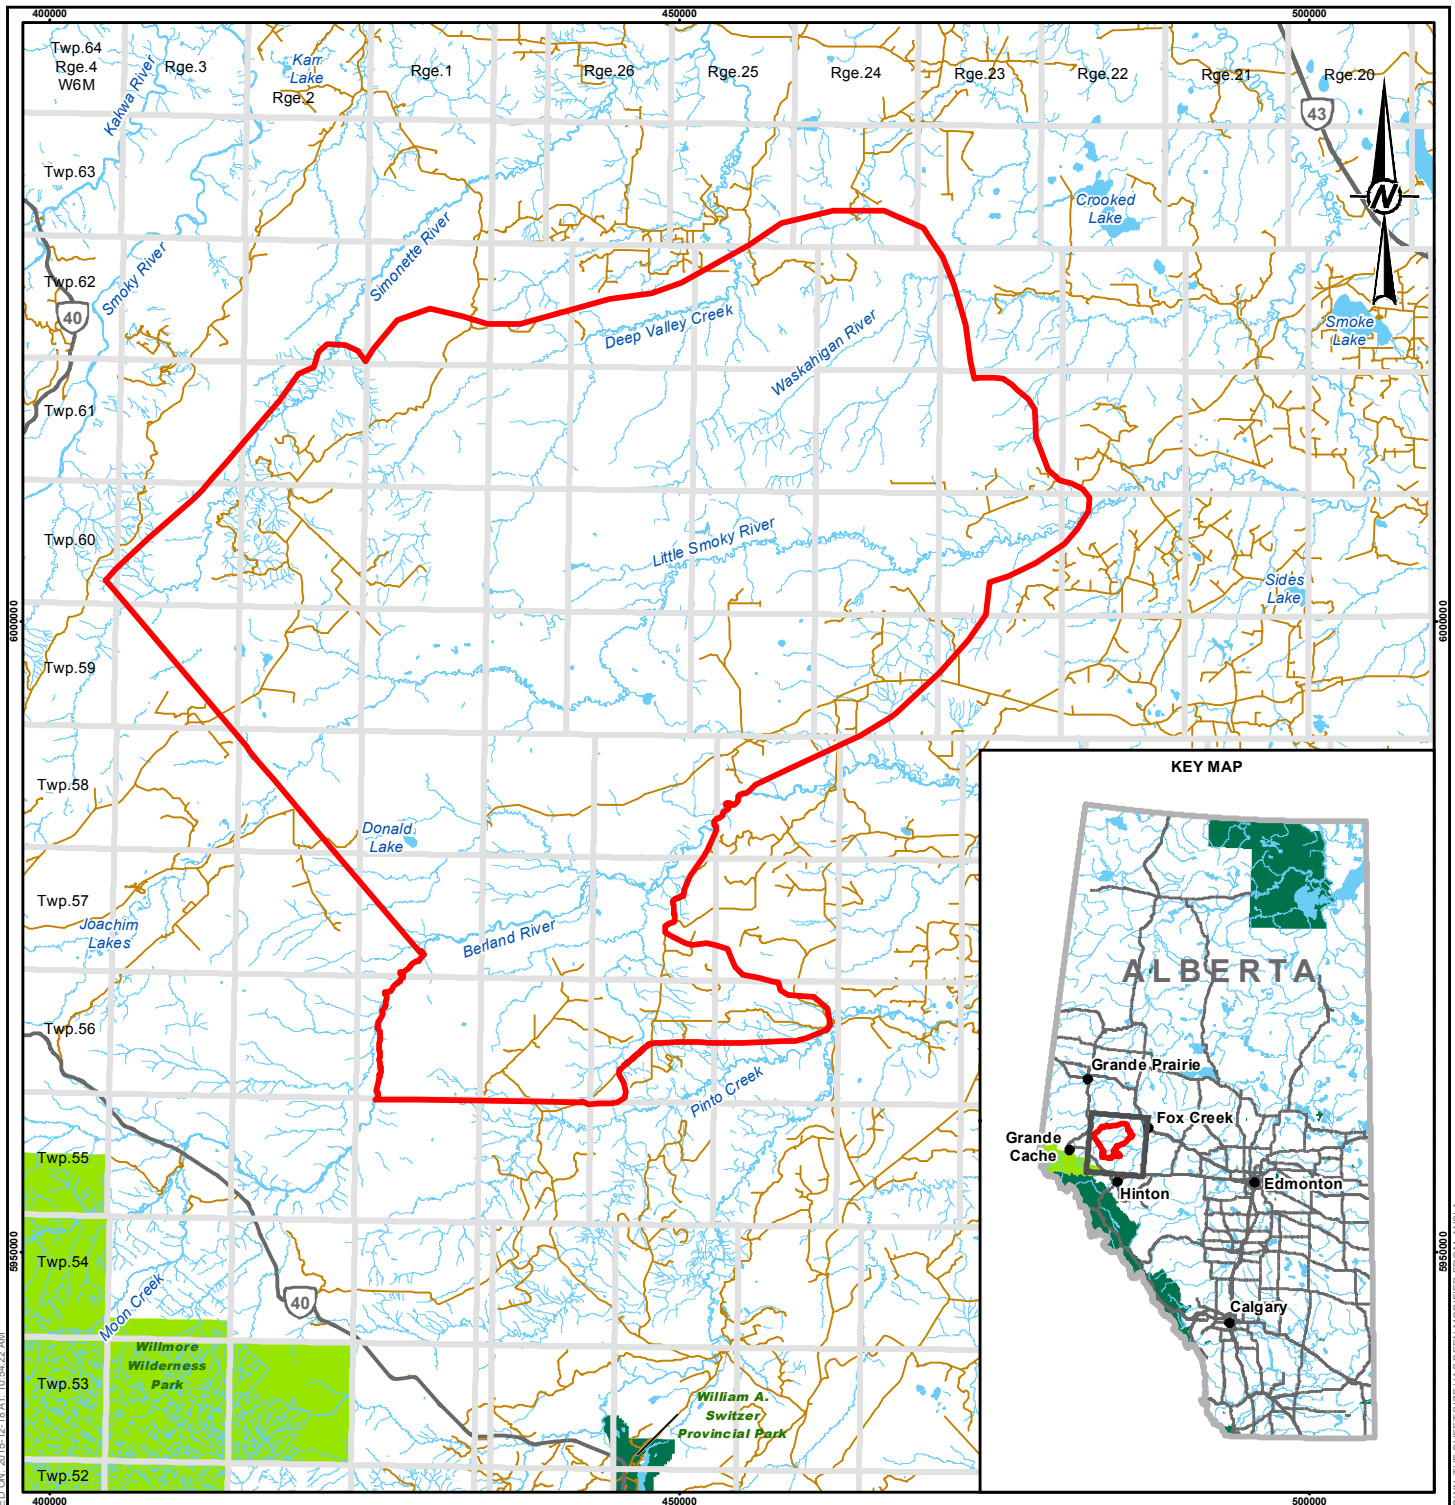 400000
450000
500000
Twp.64
Rge.4
W6M
Rge.3
Karr
Lake
Rge.2
Rge.1
Rge.26
Rge.25
Rge.24
Rge.23
Rge.22
Rge.21
Rge.20
43
Kakwa River
Twp.63
N
Crooked
Lake
Simonette River
Smoky River
Twp.62
40
Deep Valley Creek
Waskahigan River
Smoke
Lake
Twp.61
Twp.60
Little Smoky River
Sides
Lake
6000000
6000000
Twp.59
Twp.58
Donald
Lake
Twp.57
Joachim
Lakes
Berland River
Twp.56
Pinto Creek
Twp.55
Twp.54
5950000
5950000
Moon Creek
40
Willmore
Wilderness
Park
Twp.53
William A.
Switzer
Provincial Park
Twp.52
KEY MAP
ALBERTA
Grande Prairie
Fox Creek
Grande
Cache
Hinton
Edmonton
Calgary
400000
450000
500000